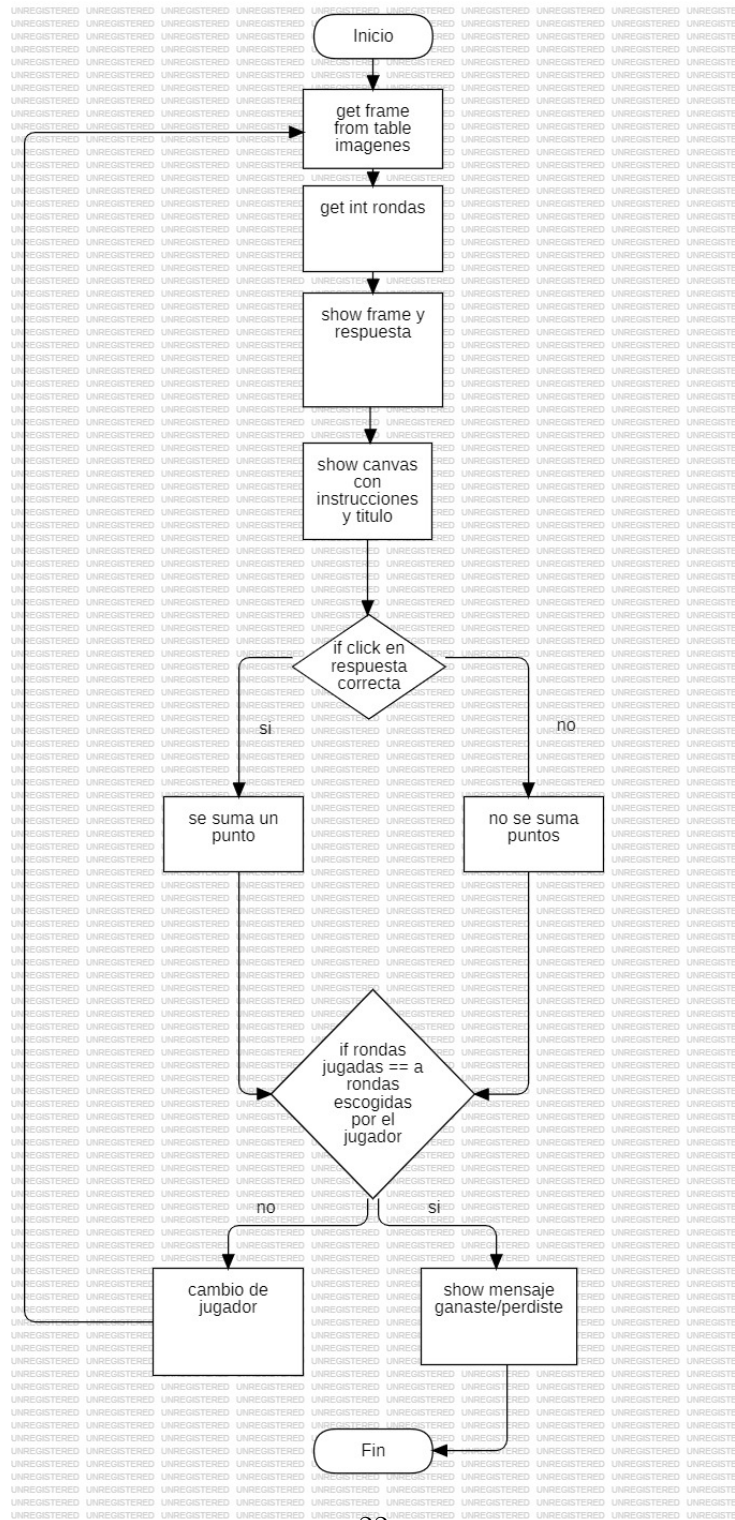 Inicio
get frame
from table
imagenes
get int rondas
show frame y
respuesta
show canvas
con
instrucciones
y titulo
if click en
respuesta
correcta
si
no
se suma un
punto
no se suma
puntos
if rondas
jugadas == a
rondas
escogidas
por el
jugador
no
si
cambio de
jugador
show mensaje
ganaste/perdiste
Fin
UNREGISTERED